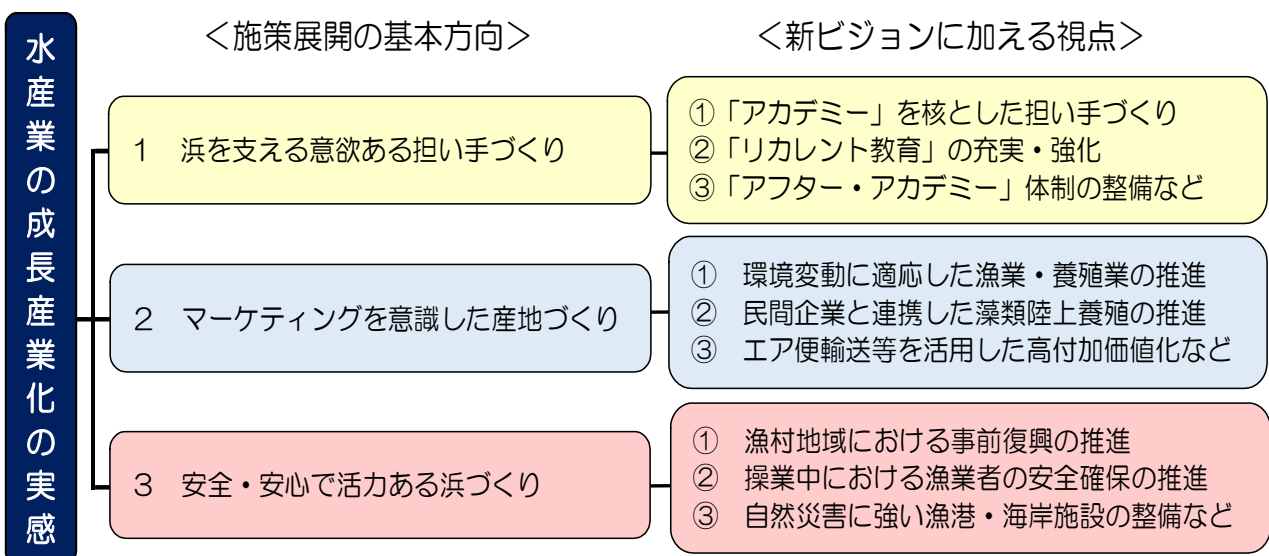 水産業の成長産業化の実感
＜施策展開の基本方向＞
＜新ビジョンに加える視点＞
１　浜を支える意欲ある担い手づくり
①「アカデミー」を核とした担い手づくり
②「リカレント教育」の充実・強化
③「アフター・アカデミー」体制の整備など
２　マーケティングを意識した産地づくり
①　環境変動に適応した漁業・養殖業の推進
②　民間企業と連携した藻類陸上養殖の推進
③　エア便輸送等を活用した高付加価値化など
３　安全・安心で活力ある浜づくり
①　漁村地域における事前復興の推進
②　操業中における漁業者の安全確保の推進
③　自然災害に強い漁港・海岸施設の整備など